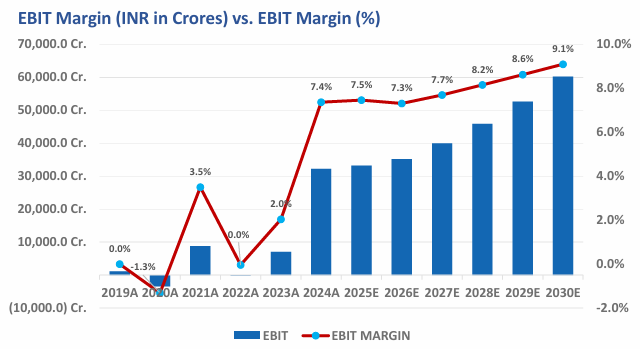 EBIT Margin (INR in Crores) vs. EBIT Margin (%)
70,000.0 Cr.
60,000.0 Cr.
50,000.0 Cr.
40,000.0 Cr.
30,000.0 Cr.
20,000.0 Cr.
10,000.0 Cr.
(10,000.0) Cr.
10.0%
8.0%
6.0%
4.0%
2.0%
0.0%
-2.0%
0.0%
-1.3%
3.5%
0.0%
2.0%
7.4%
7.5%
7.3%
7.7%
8.2%
8.6%
9.1%
2019A 2020A 2021A 2022A 2023A 2024A 2025E 2026E 2027E 2028E 2029E 2030E
EBIT EBIT MARGIN